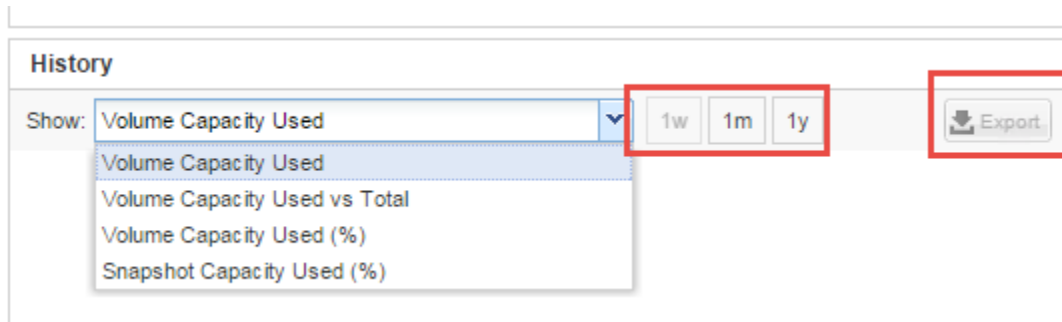 History
Show: Volume Capacity Used 1w 1m 1y Export
Volume Capacity Used
Volume Capacity Used vs Total
Volume Capacity Used (%)
Snapshot Capacity Used (%)